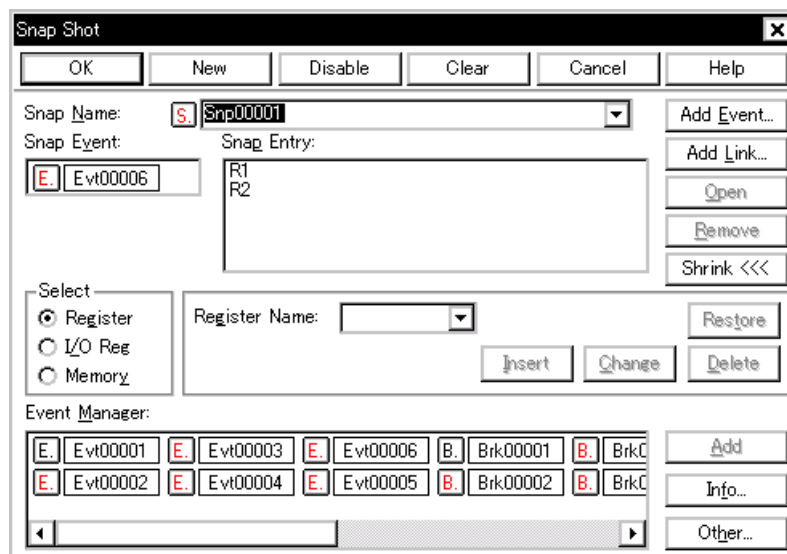 Snap Shot
OK New Disable Clear Cancel Help
Snap Name: S. Snp00001 Add Event...
Snap Event: Snap Entry: Add Link...
E. Evt00006 R1
R2
Open
Remove
Shrink <<<
Select
Register Register Name: Restore
I/O Reg Insert Change Delete
Memory
Event Manager:
E. Evt00001 E. Evt00003 E. Evt00006 B. Brk00001 B. Add
E. Evt00002 E. Evt00004 E. Evt00005 B. Brk00002 B. Info...
Other...